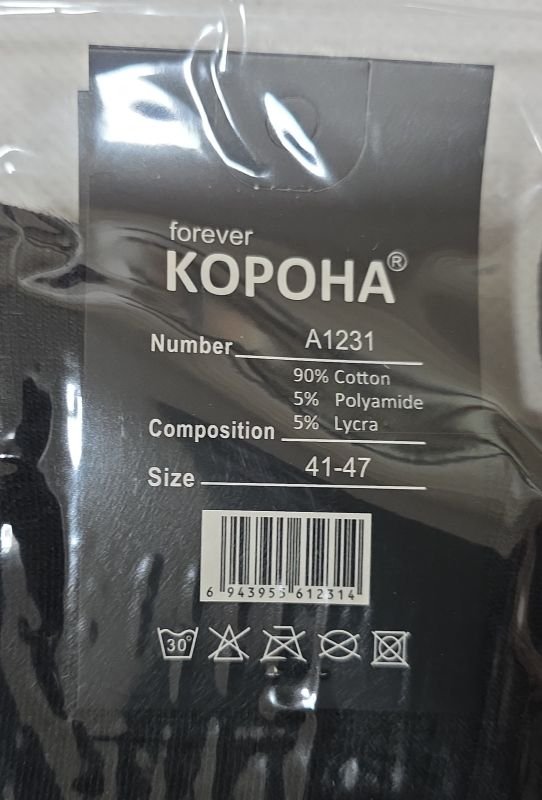 forever
КОРОНА®
Number A1231
90% Cotton
5% Polyamide
Composition 5% Lycra
Size 41-47
6 943955 612314
30°